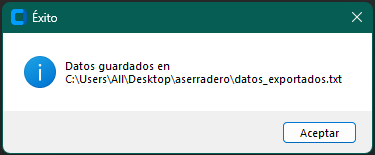 Éxito
Datos guardados en
C:\Users\All\Desktop\aserradero\datos_exportados.txt
Aceptar